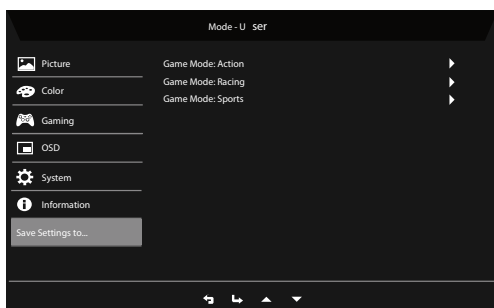 Mode - U ser
Picture
Color
Gaming
OSD
System
Information
Save Settings to...
Game Mode: Action
Game Mode: Racing
Game Mode: Sports